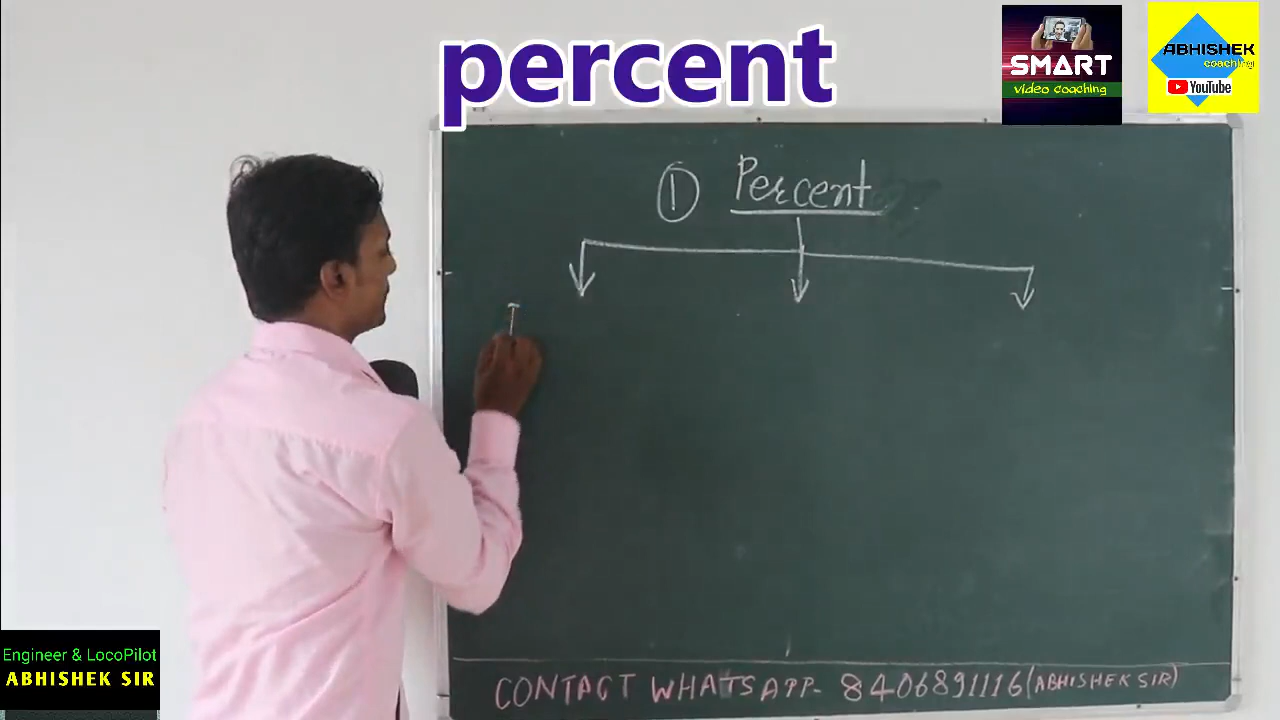 percent
SMART
video coaching
ABHISHEK
coaching
YouTube
① Percent
Engineer & LocoPilot
ABHISHEK SIR
CONTACT WHATSAPP- 8406891116 (ABHISHEK SIR)